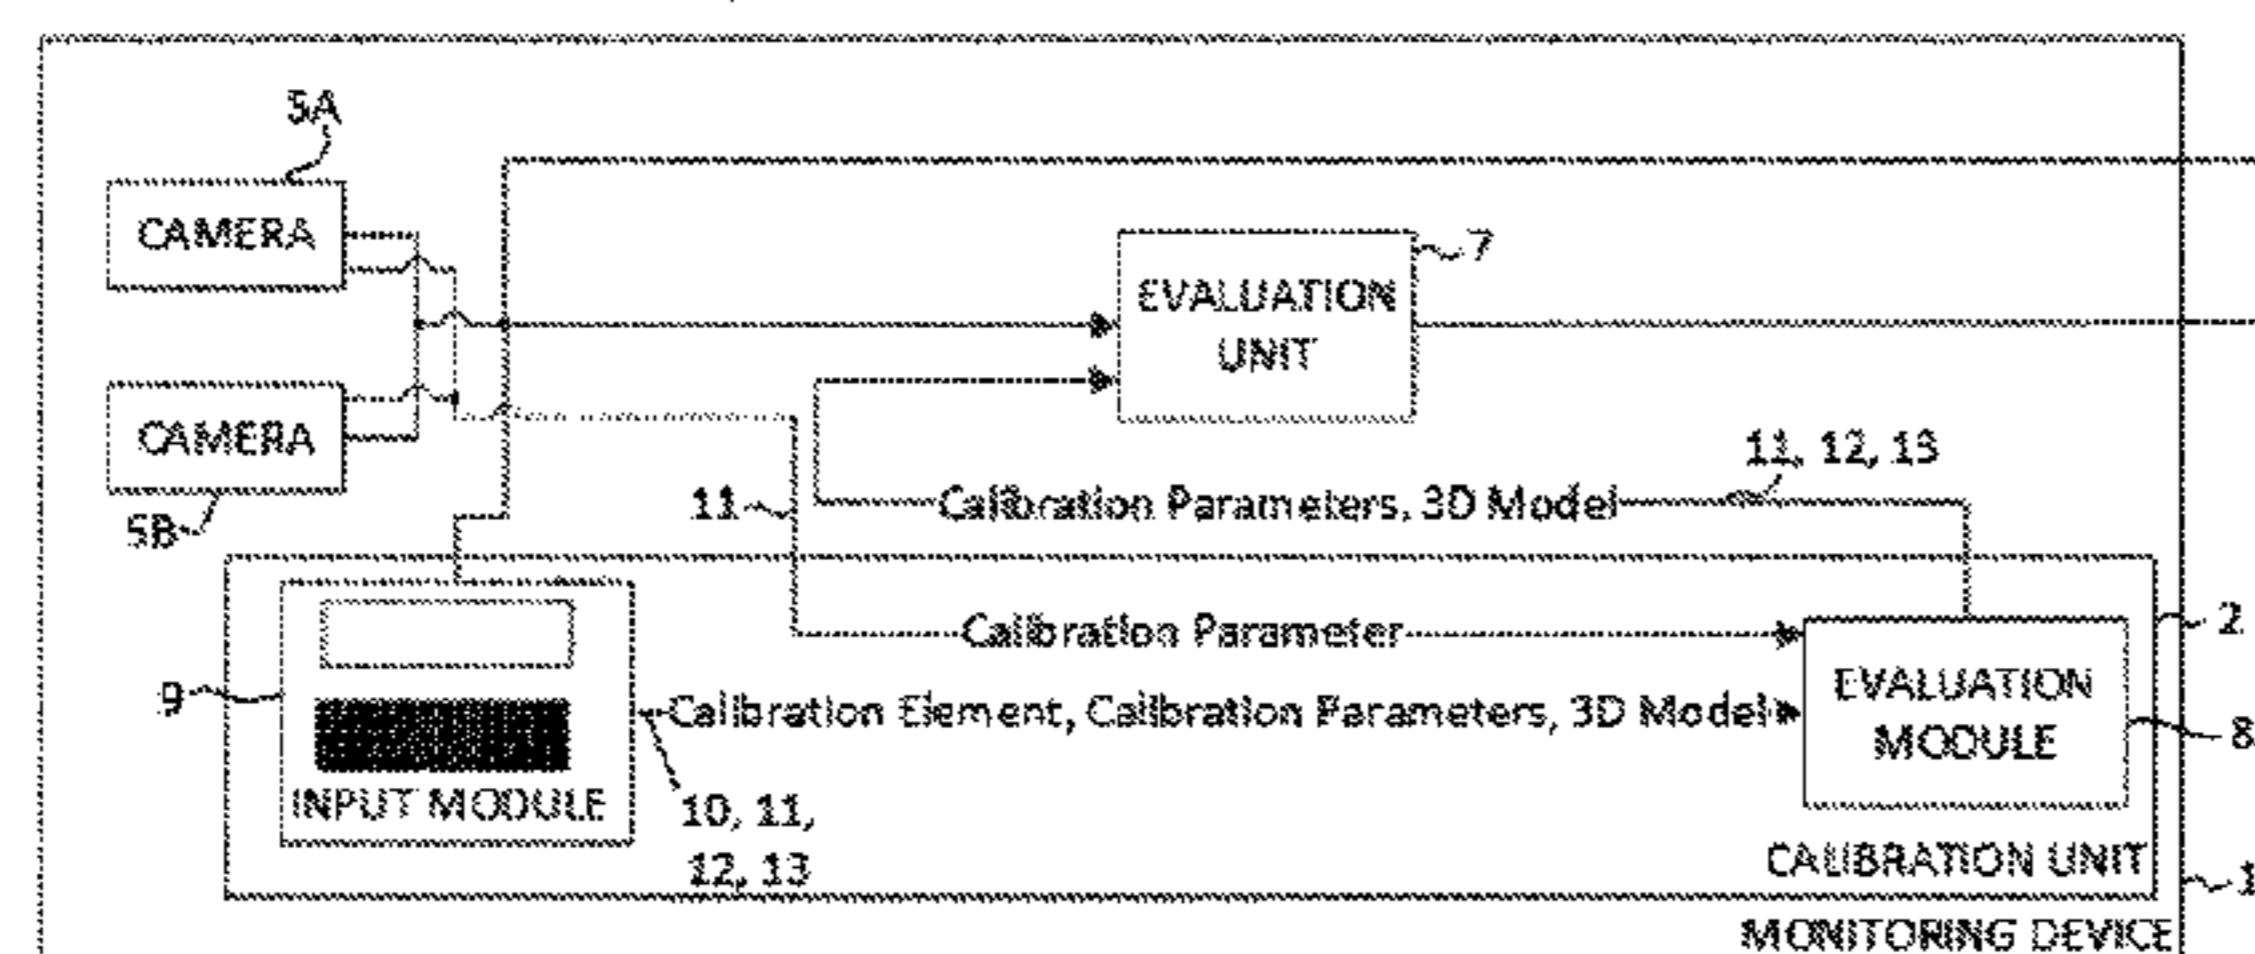 5A
CAMERA
7
EVALUATION
UNIT
CAMERA
5B
11
Calibration Parameters, 3D Model
11, 12, 13
Calibration Parameter
2
9
Calibration Element, Calibration Parameters, 3D Model
EVALUATION
MODULE
8
INPUT MODULE
10, 11,
12, 13
CALIBRATION UNIT
1
MONITORING DEVICE